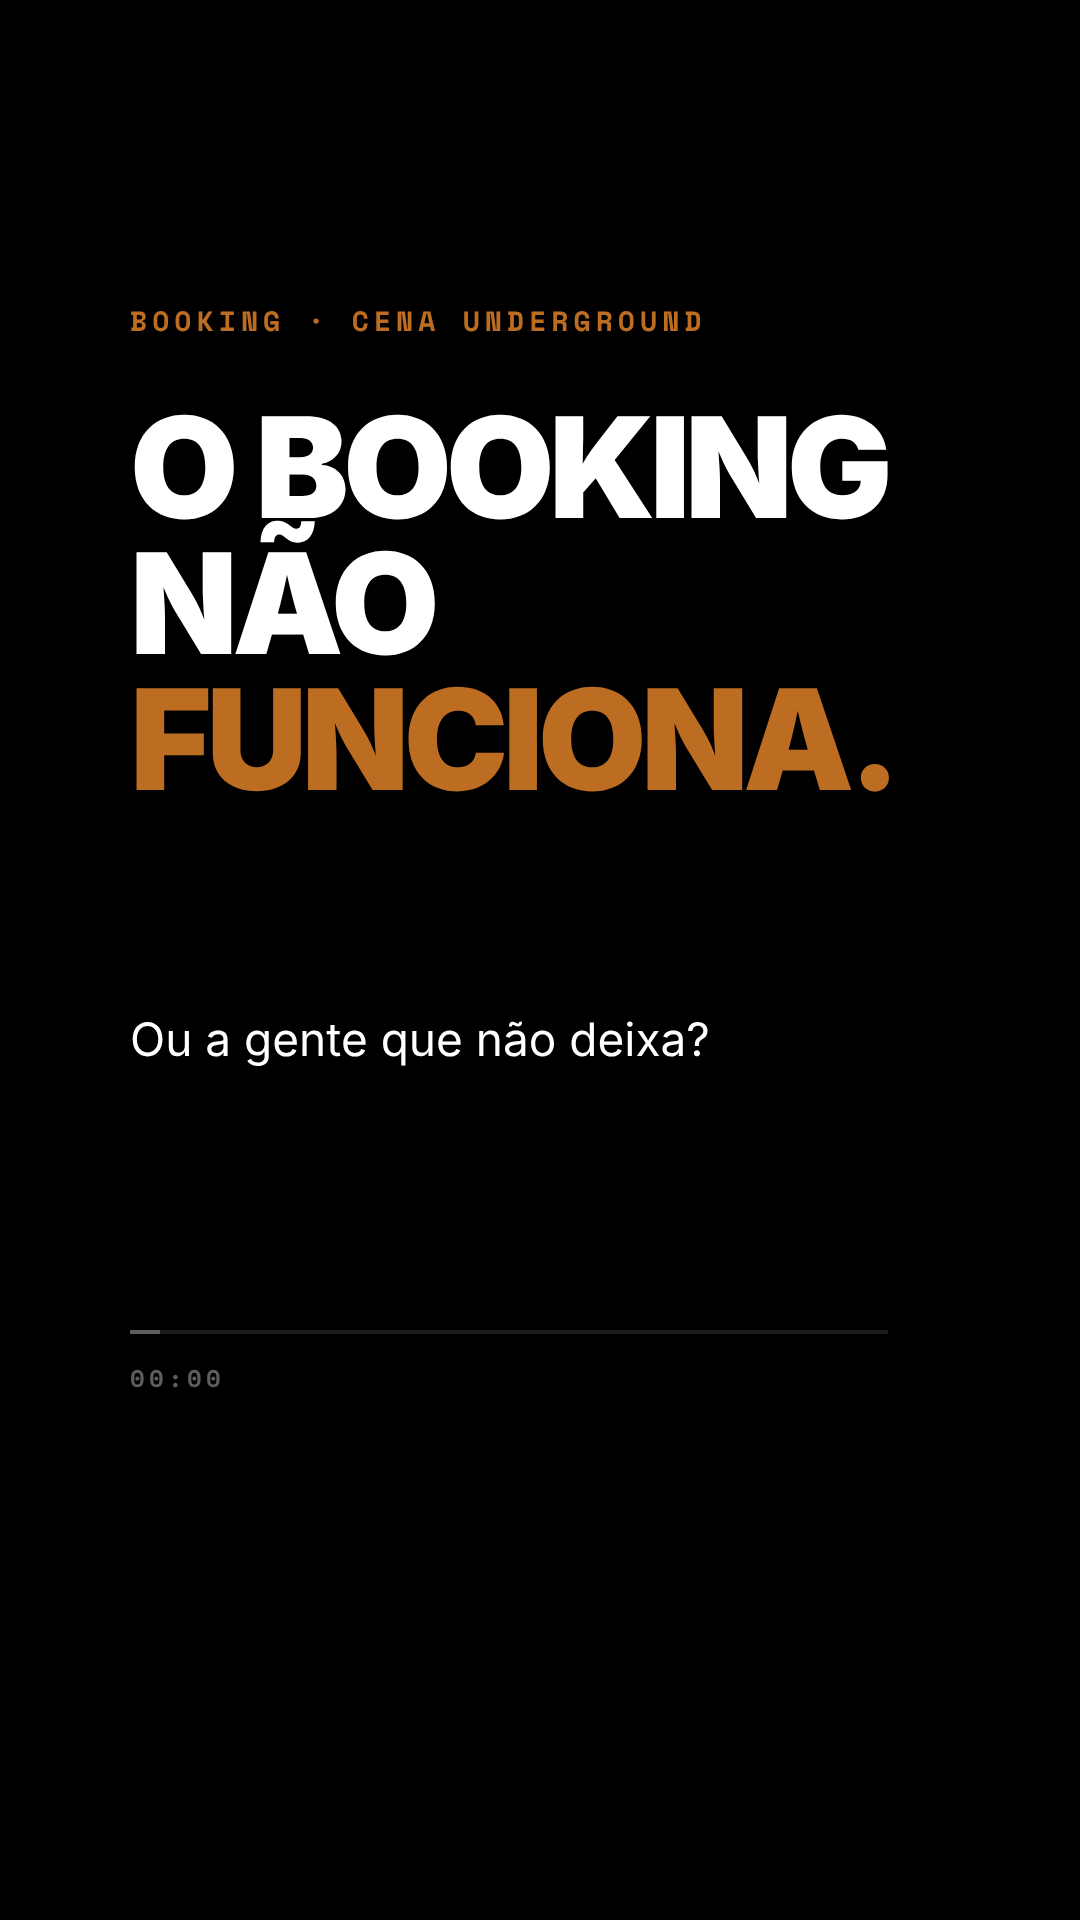 BOOKING · CENA UNDERGROUND
O BOOKING
NÃO
FUNCIONA.
Ou a gente que não deixa?
00:00